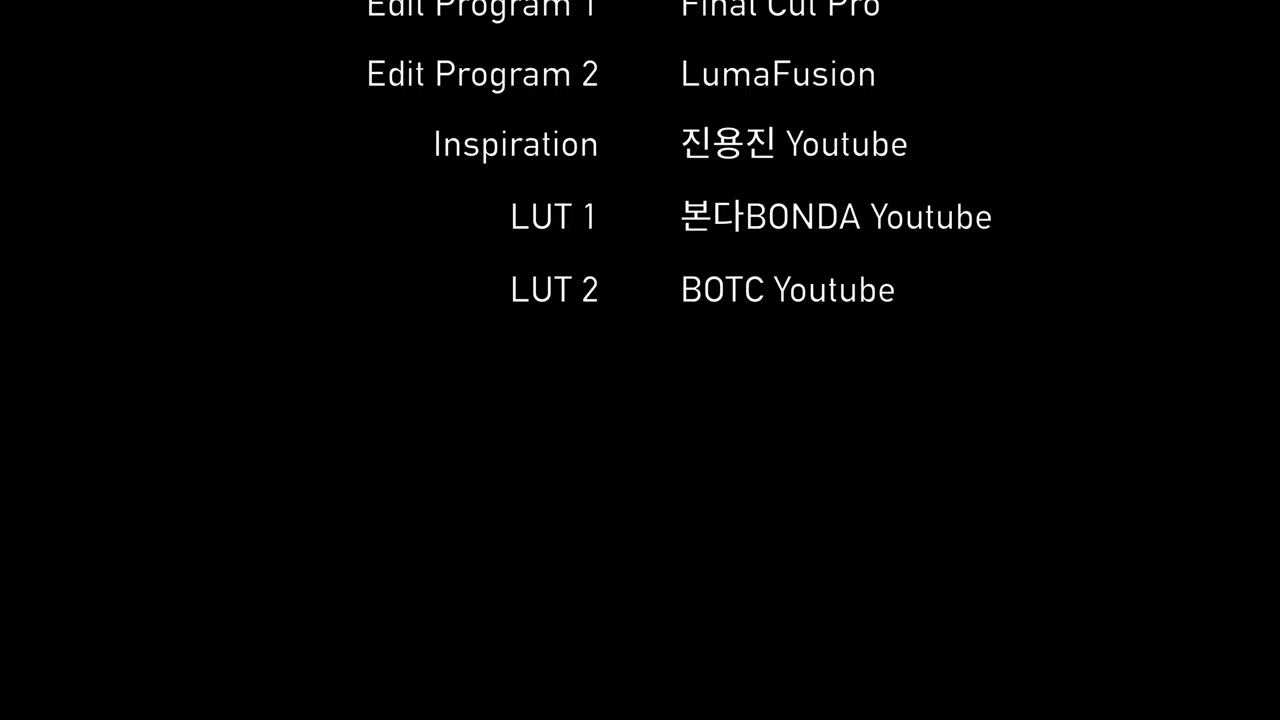 Edit Program 1 Final Cut Pro
Edit Program 2 LumaFusion
Inspiration 진용진 Youtube
LUT 1 본다BONDA Youtube
LUT 2 BOTC Youtube